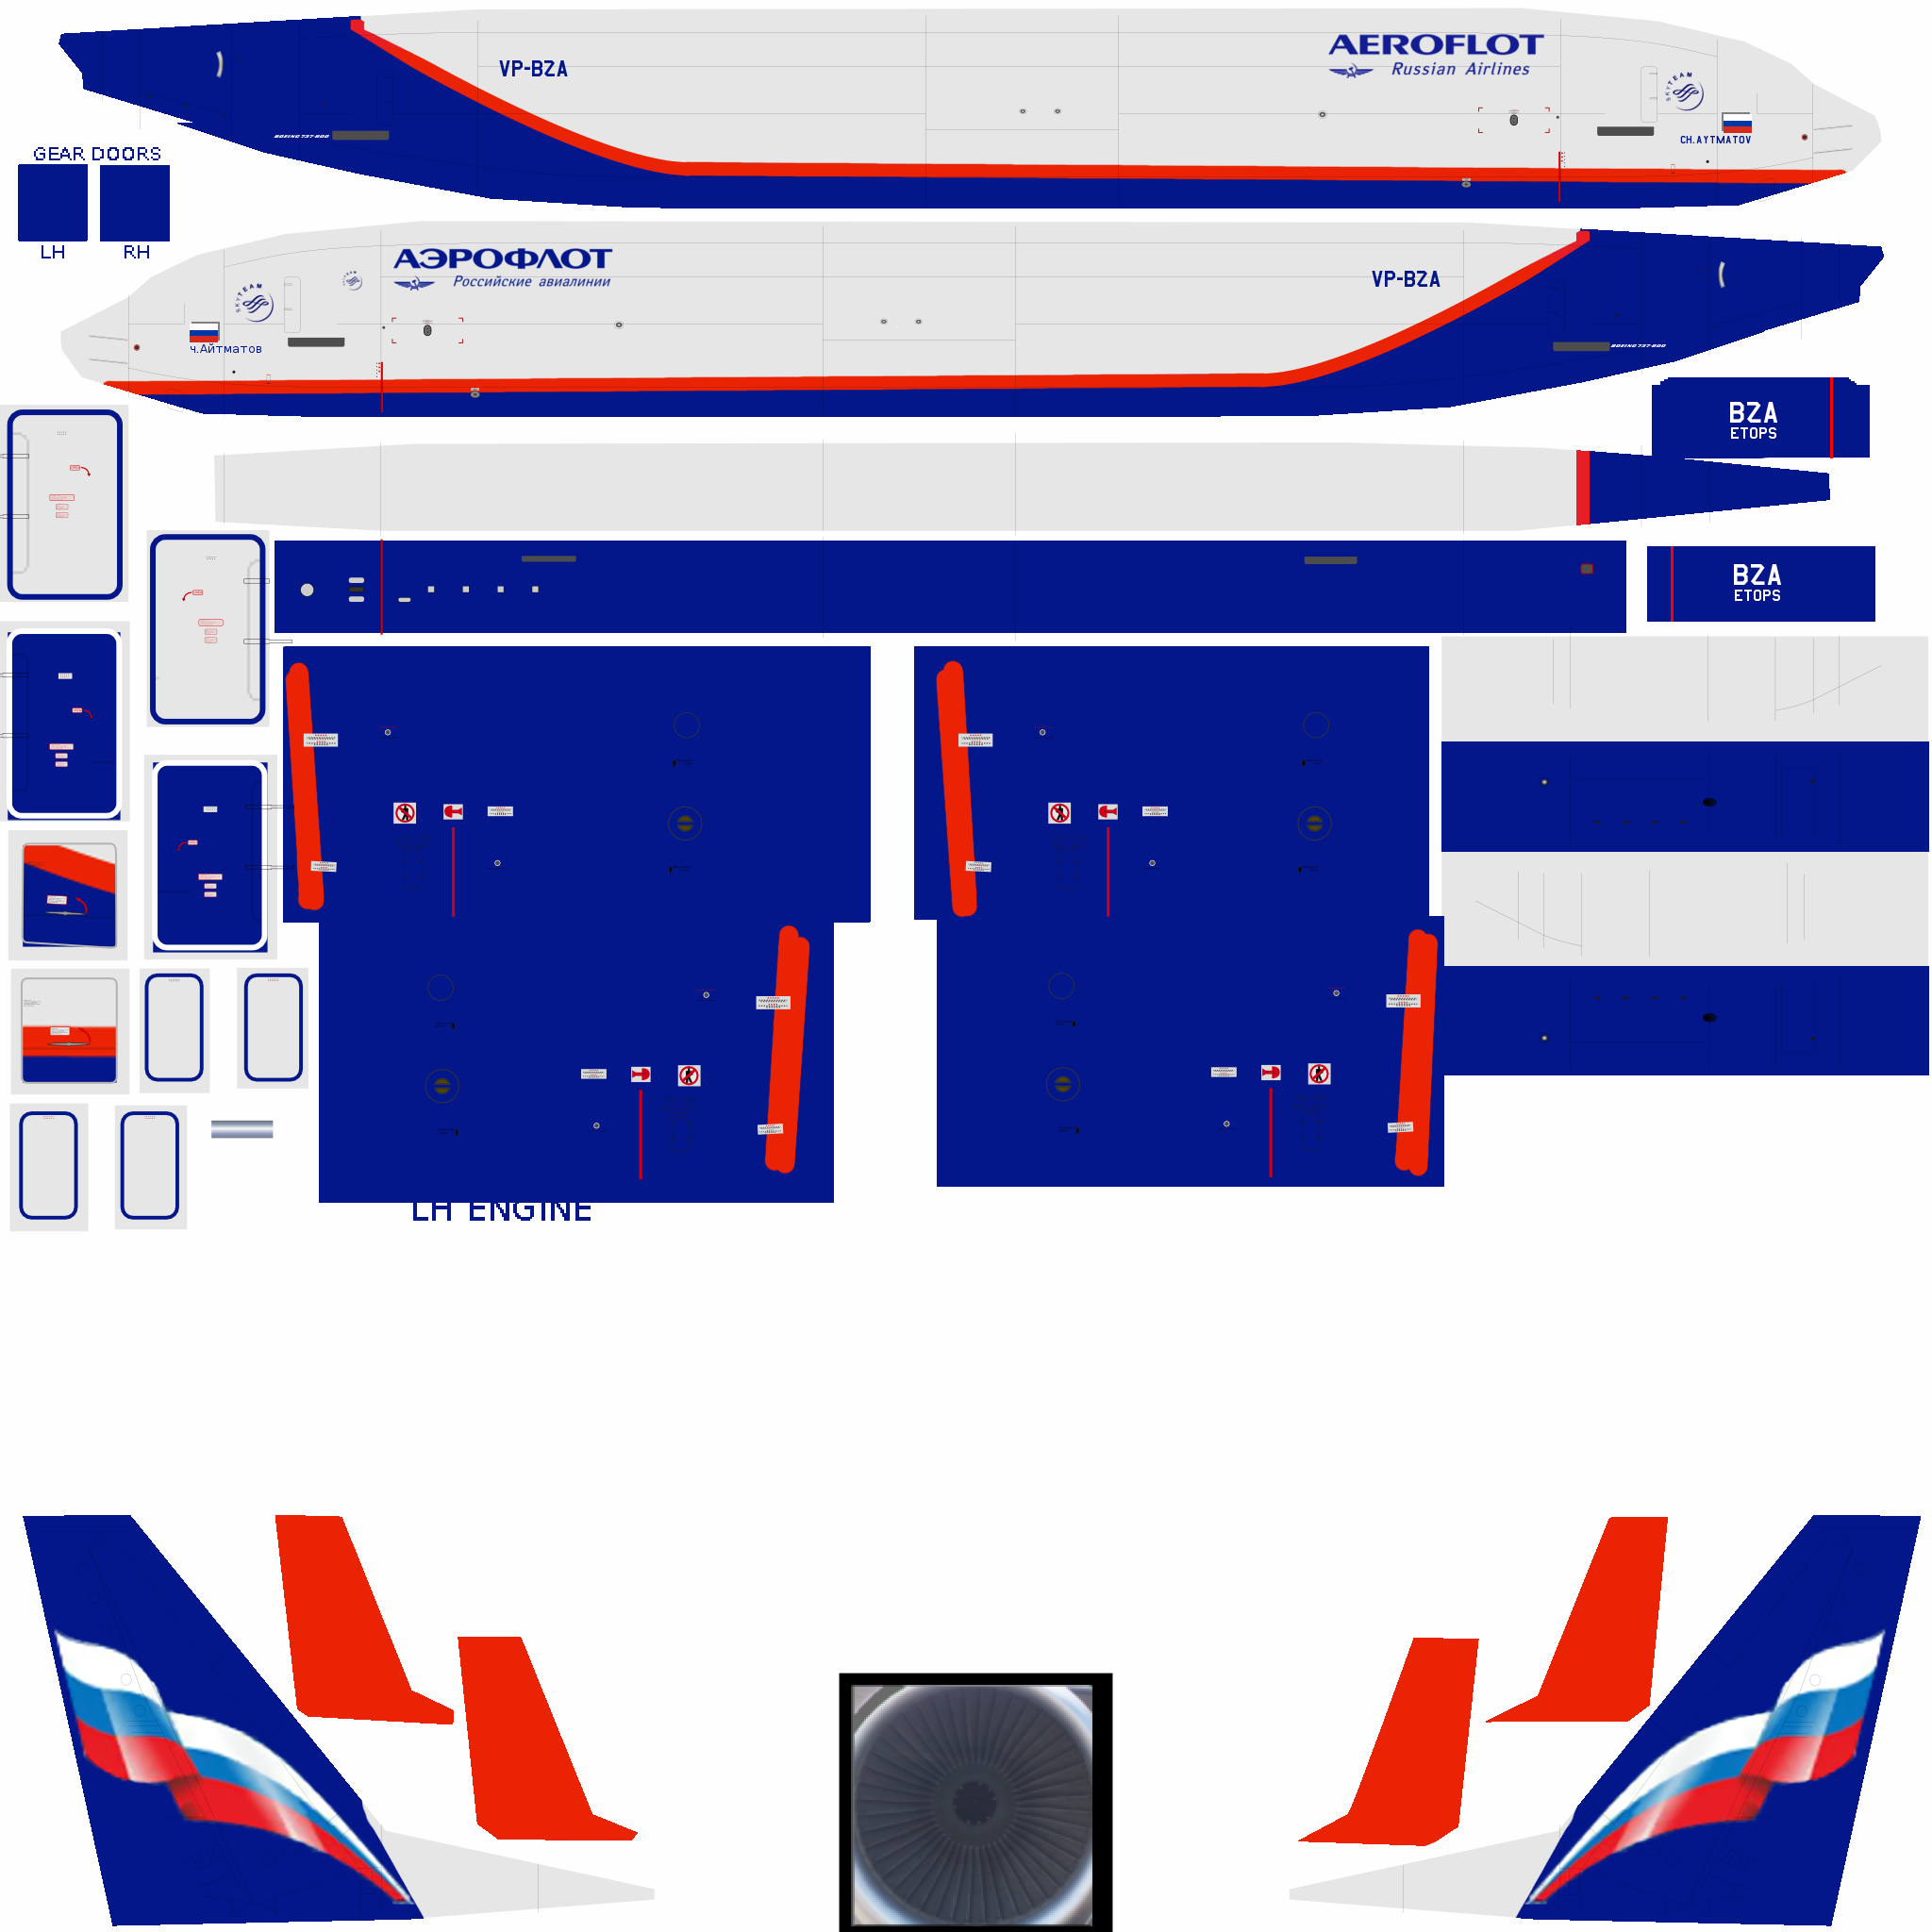 VP-BZA
AEROFLOT
Russian Airlines
SKYTEAM
BOEING 737-800
CH.AYTMATOV
GEAR DOORS
LH
RH
АЭРОФЛОТ
Российские авиалинии
SKYTEAM
SKYTEAM
VP-BZA
ч.Айтматов
BOEING 737-800
BZA
ETOPS
BZA
ETOPS
LH ENGINE